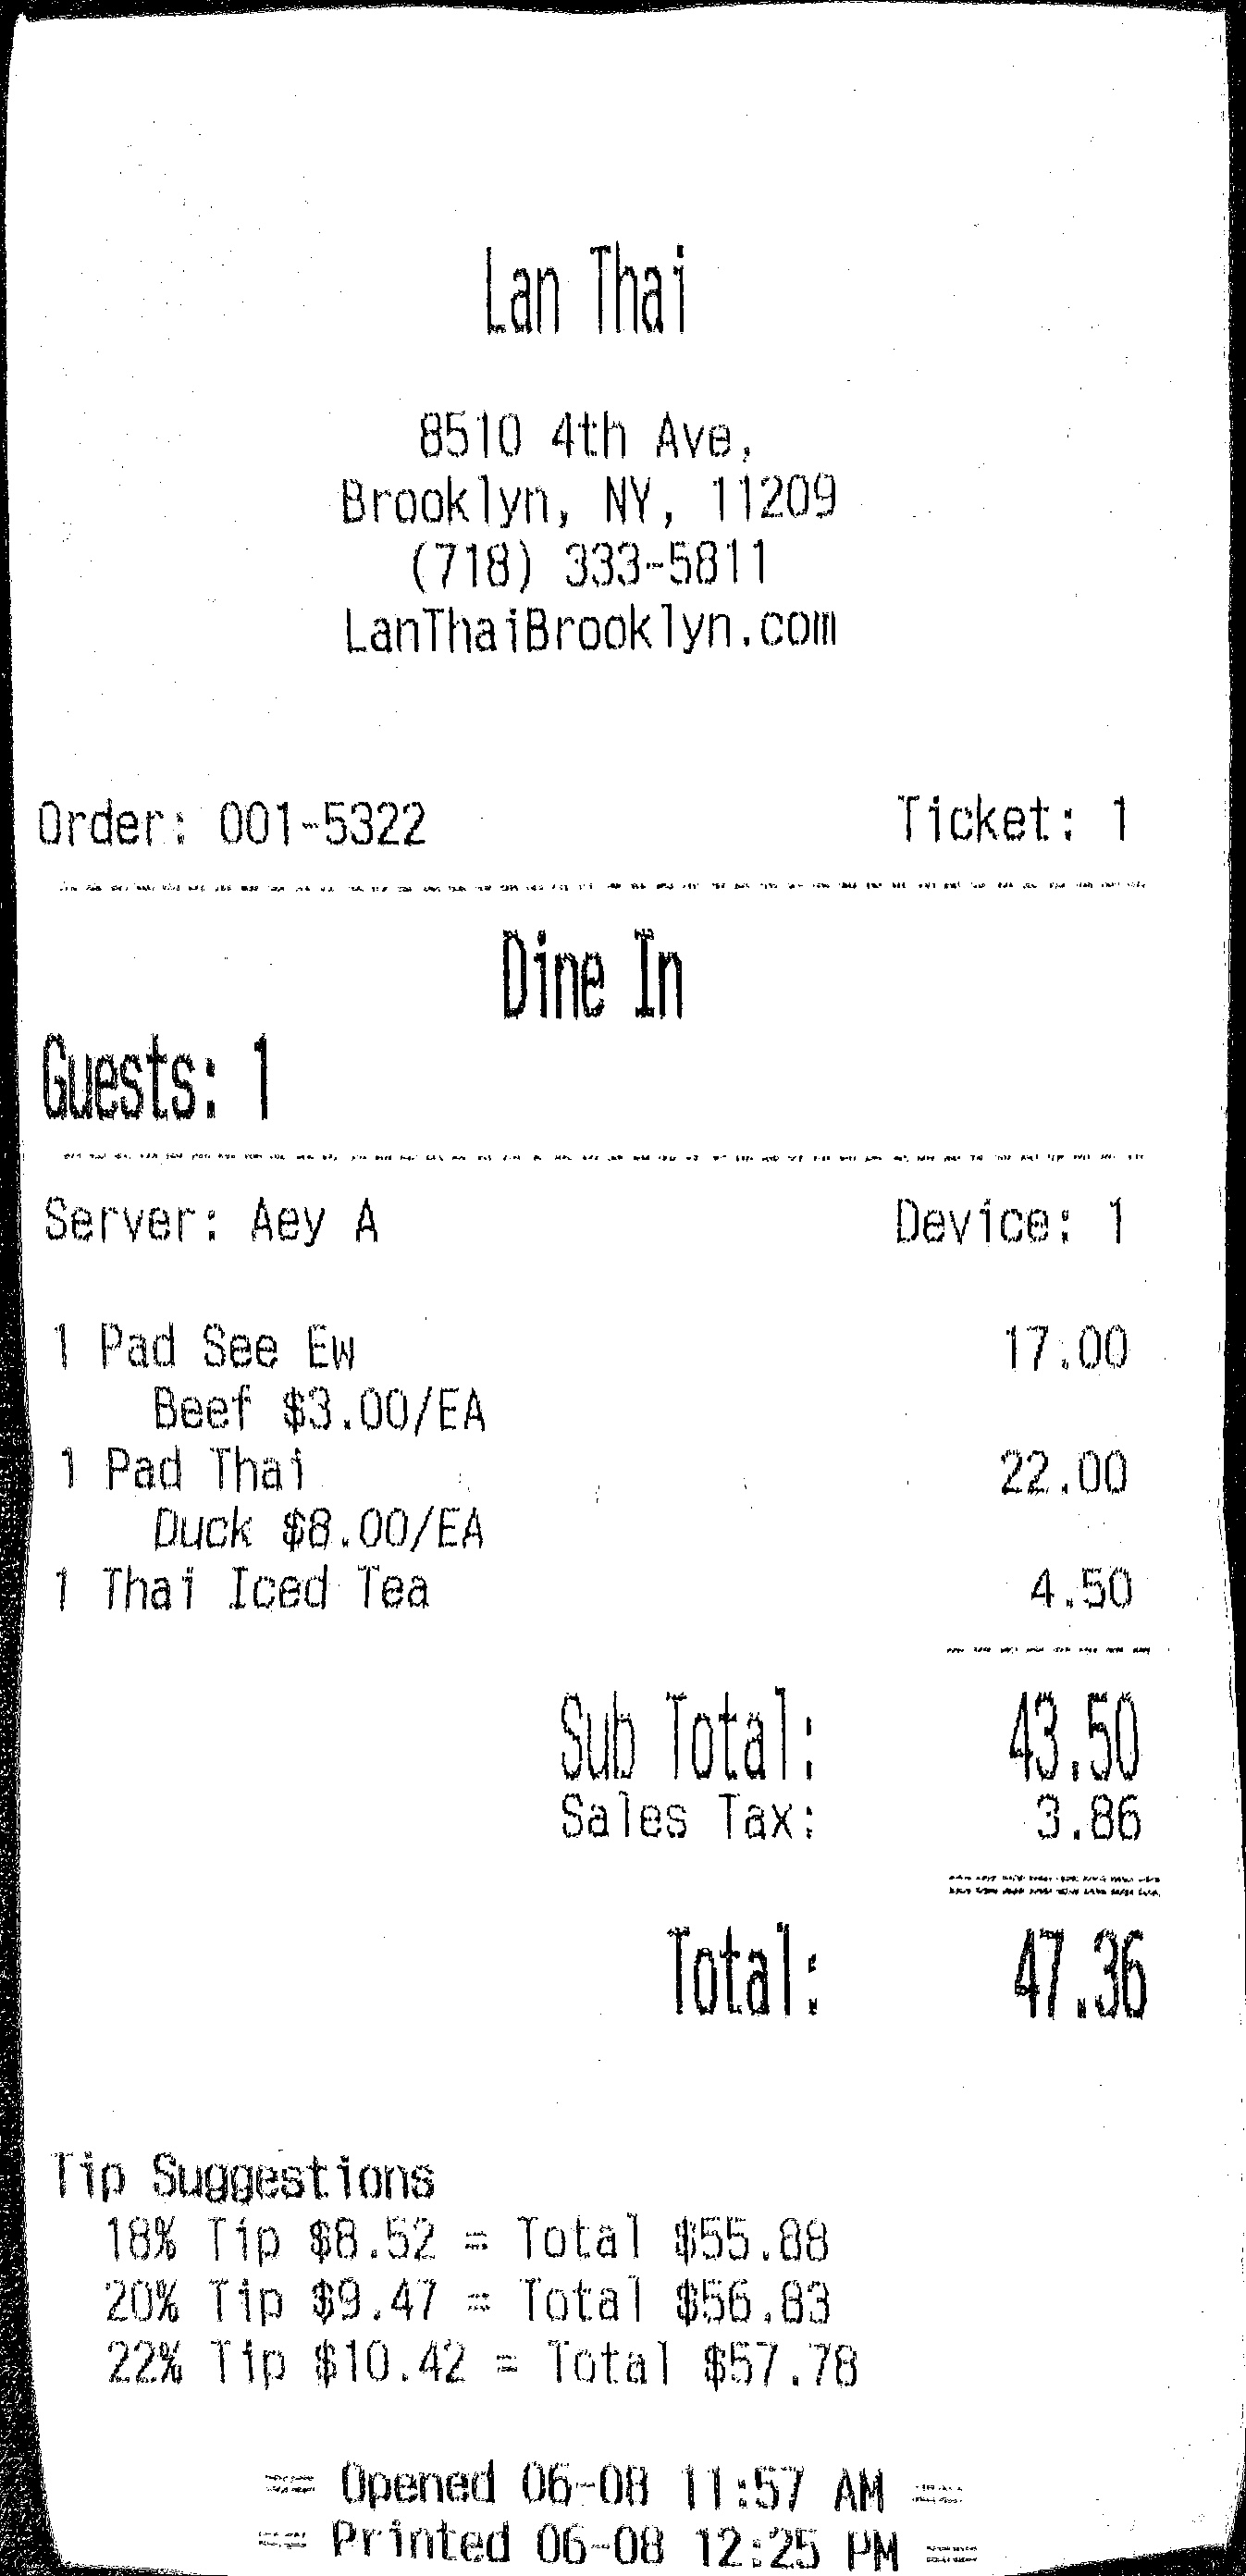 Lan Thai
8510 4th Ave,
Brooklyn, NY, 11209
(718) 333-5811
LanThaiBrooklyn.com
Order: 001-5322 Ticket: 1
Dine In
Guests: 1
Server: Aey A Device: 1
1 Pad See Ew 17.00
Beef $3.00/EA
1 Pad Thai 22.00
Duck $8.00/EA
1 Thai Iced Tea 4.50
Sub Total: 43.50
Sales Tax: 3.86
Total: 47.36
Tip Suggestions
18% Tip $8.52 = Total $55.88
20% Tip $9.47 = Total $56.83
22% Tip $10.42 = Total $57.78
== Opened 06-08 11:57 AM ==
== Printed 06-08 12:25 PM ==